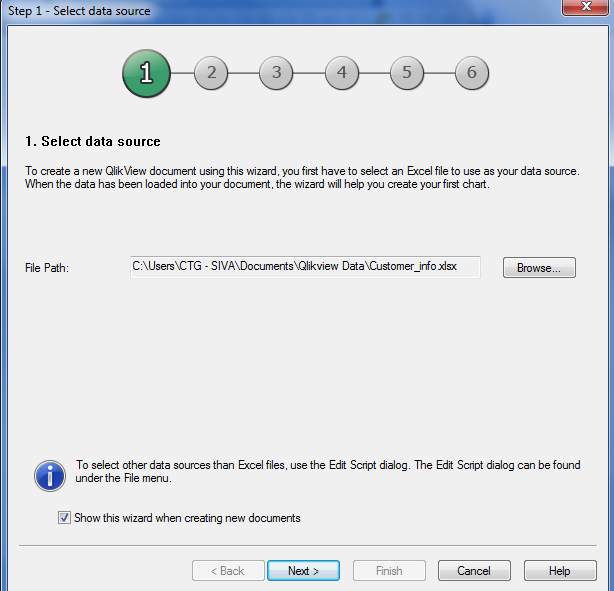 Step 1 - Select data source
1 2 3 4 5 6
1. Select data source
To create a new QlikView document using this wizard, you first have to select an Excel file to use as your data source.
When the data has been loaded into your document, the wizard will help you create your first chart.
File Path: C:\Users\CTG - SIVA\Documents\Qlikview Data\Customer_info.xlsx Browse...
To select other data sources than Excel files, use the Edit Script dialog. The Edit Script dialog can be found
under the File menu.
Show this wizard when creating new documents
< Back Next > Finish Cancel Help